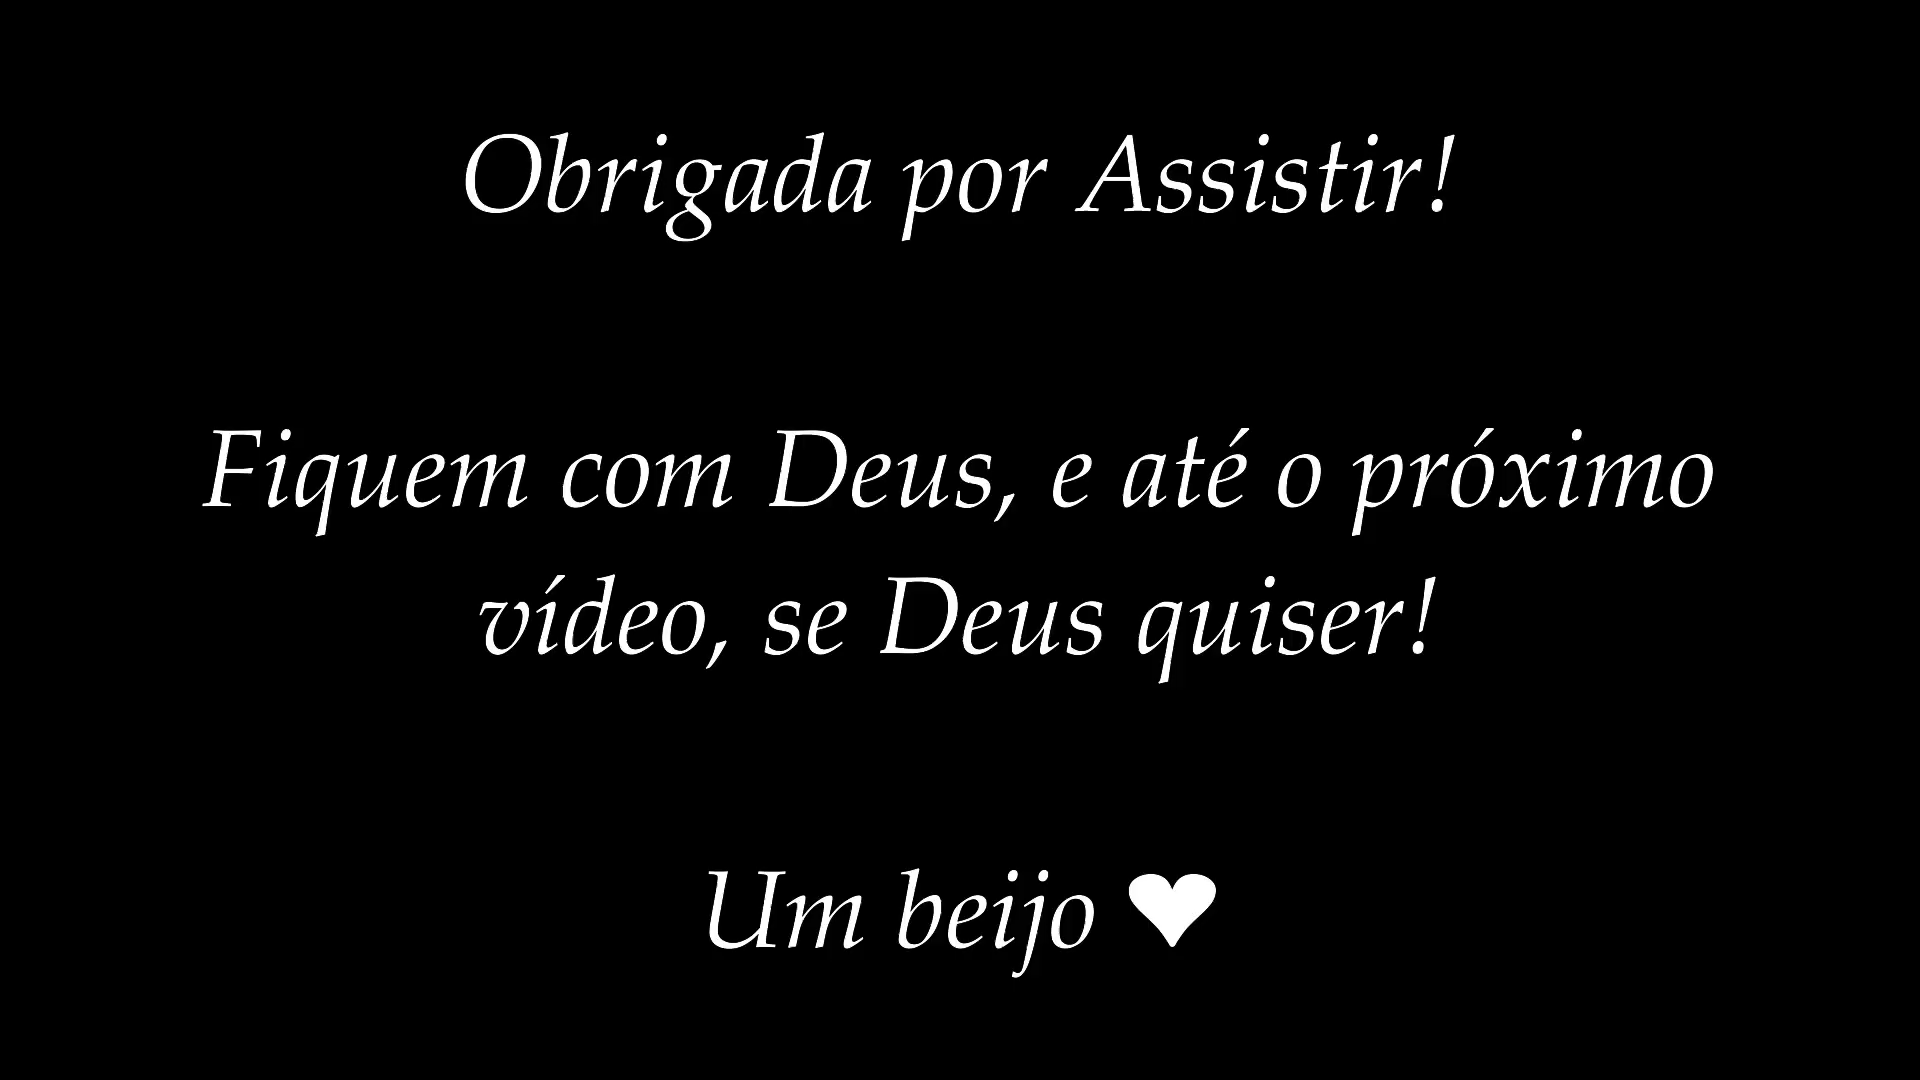 Obrigada por Assistir!
Fiquem com Deus, e até o próximo
vídeo, se Deus quiser!
Um beijo ❤